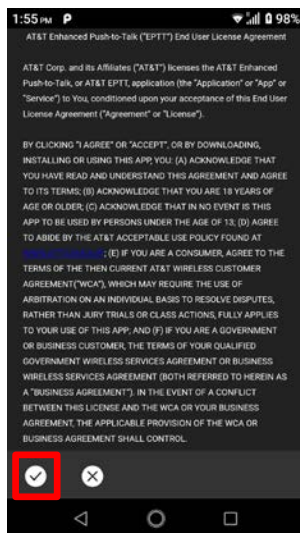 1:55 PM P 98%
AT&T Enhanced Push-to-Talk ("EPTT") End User License Agreement
AT&T Corp. and its Affiliates ("AT&T") licenses the AT&T Enhanced
Push-to-Talk, or AT&T EPTT, application (the "Application" or "App" or
"Service") to You, conditioned upon your acceptance of this End User
License Agreement ("Agreement" or "License").
BY CLICKING "I AGREE" OR "ACCEPT", OR BY DOWNLOADING,
INSTALLING OR USING THIS APP, YOU: (A) ACKNOWLEDGE THAT
YOU HAVE READ AND UNDERSTAND THIS AGREEMENT AND AGREE
TO ITS TERMS; (B) ACKNOWLEDGE THAT YOU ARE 18 YEARS OF
AGE OR OLDER; (C) ACKNOWLEDGE THAT IN NO EVENT IS THIS
APP TO BE USED BY PERSONS UNDER THE AGE OF 13; (D) AGREE
TO ABIDE BY THE AT&T ACCEPTABLE USE POLICY FOUND AT
; (E) IF YOU ARE A CONSUMER, AGREE TO THE
TERMS OF THE THEN CURRENT AT&T WIRELESS CUSTOMER
AGREEMENT("WCA"), WHICH MAY REQUIRE THE USE OF
ARBITRATION ON AN INDIVIDUAL BASIS TO RESOLVE DISPUTES,
RATHER THAN JURY TRIALS OR CLASS ACTIONS, FULLY APPLIES
TO YOUR USE OF THIS APP; AND (F) IF YOU ARE A GOVERNMENT
OR BUSINESS CUSTOMER, THE TERMS OF YOUR QUALIFIED
GOVERNMENT WIRELESS SERVICES AGREEMENT OR BUSINESS
WIRELESS SERVICES AGREEMENT (BOTH REFERRED TO HEREIN AS
A "BUSINESS AGREEMENT"). IN THE EVENT OF A CONFLICT
BETWEEN THIS LICENSE AND THE WCA OR YOUR BUSINESS
AGREEMENT, THE APPLICABLE PROVISION OF THE WCA OR
BUSINESS AGREEMENT SHALL CONTROL.